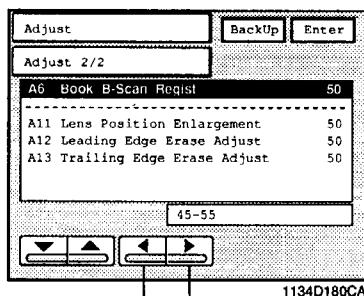 Adjust BackUp Enter
Adjust 2/2
A6 Book B-Scan Regist 50
A11 Lens Position Enlargement 50
A12 Leading Edge Erase Adjust 50
A13 Trailing Edge Erase Adjust 50
45-55
1134D180CA